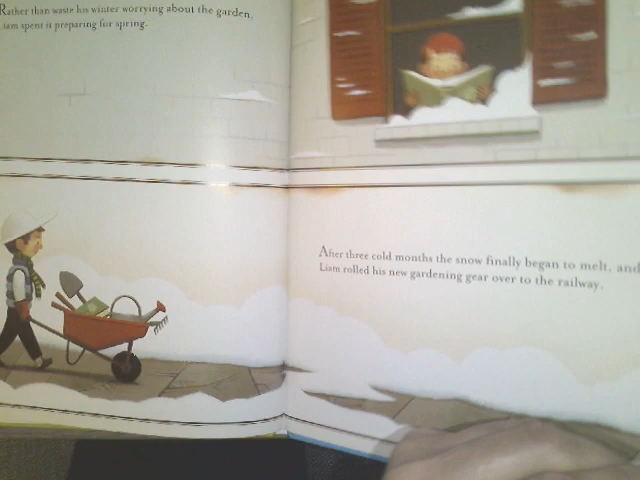 Rather than waste his winter worrying about the garden,
iam spent it preparing for spring.
After three cold months the snow finally began to melt, and
Liam rolled his new gardening gear over to the railway.